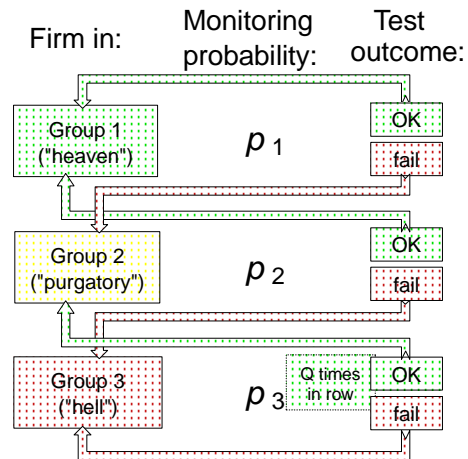 Firm in:
Monitoring
probability:
Test
outcome:
Group 1
("heaven")
p 1
OK
fail
Group 2
("purgatory")
p 2
OK
fail
Group 3
("hell")
p 3
Q times
in row
OK
fail